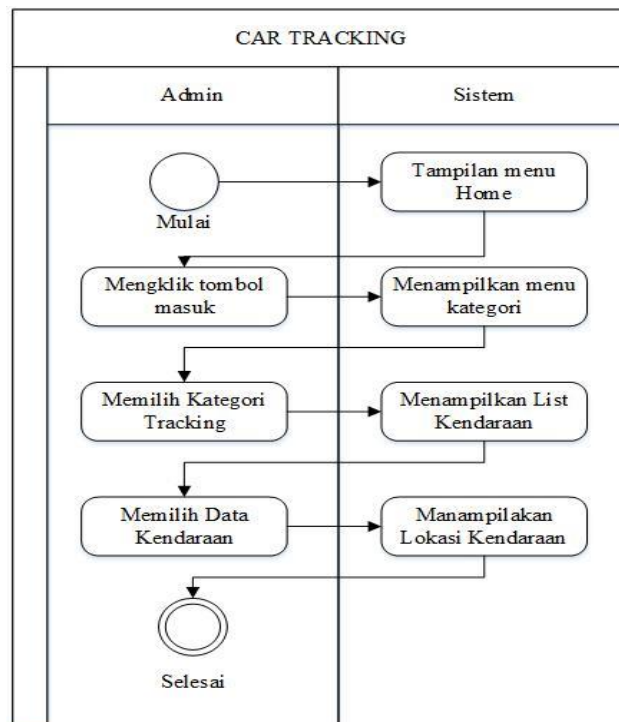 CAR TRACKING
Admin
Sistem
Mulai
Tampilan menu
Home
Mengklik tombol
masuk
Menampilkan menu
kategori
Memilih Kategori
Tracking
Menampilkan List
Kendaraan
Memilih Data
Kendaraan
Manampilakan
Lokasi Kendaraan
Selesai